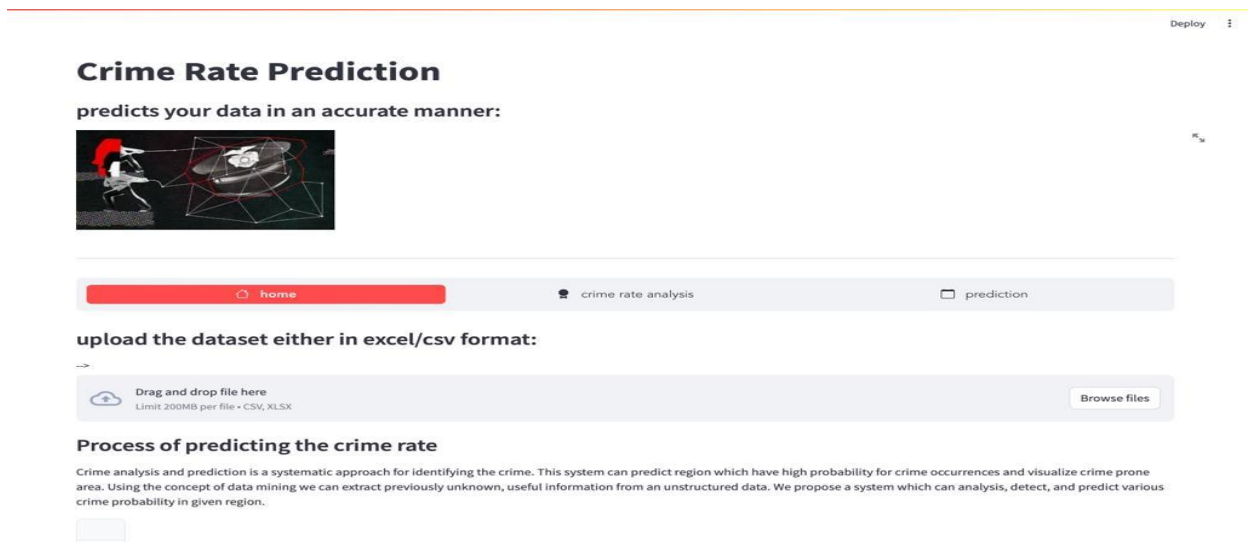 Deploy
Crime Rate Prediction
predicts your data in an accurate manner:
home
crime rate analysis
prediction
upload the dataset either in excel/csv format:
-->
Drag and drop file here
Limit 200MB per file • CSV, XLSX
Browse files
Process of predicting the crime rate
Crime analysis and prediction is a systematic approach for identifying the crime. This system can predict region which have high probability for crime occurrences and visualize crime prone
area. Using the concept of data mining we can extract previously unknown, useful information from an unstructured data. We propose a system which can analysis, detect, and predict various
crime probability in given region.